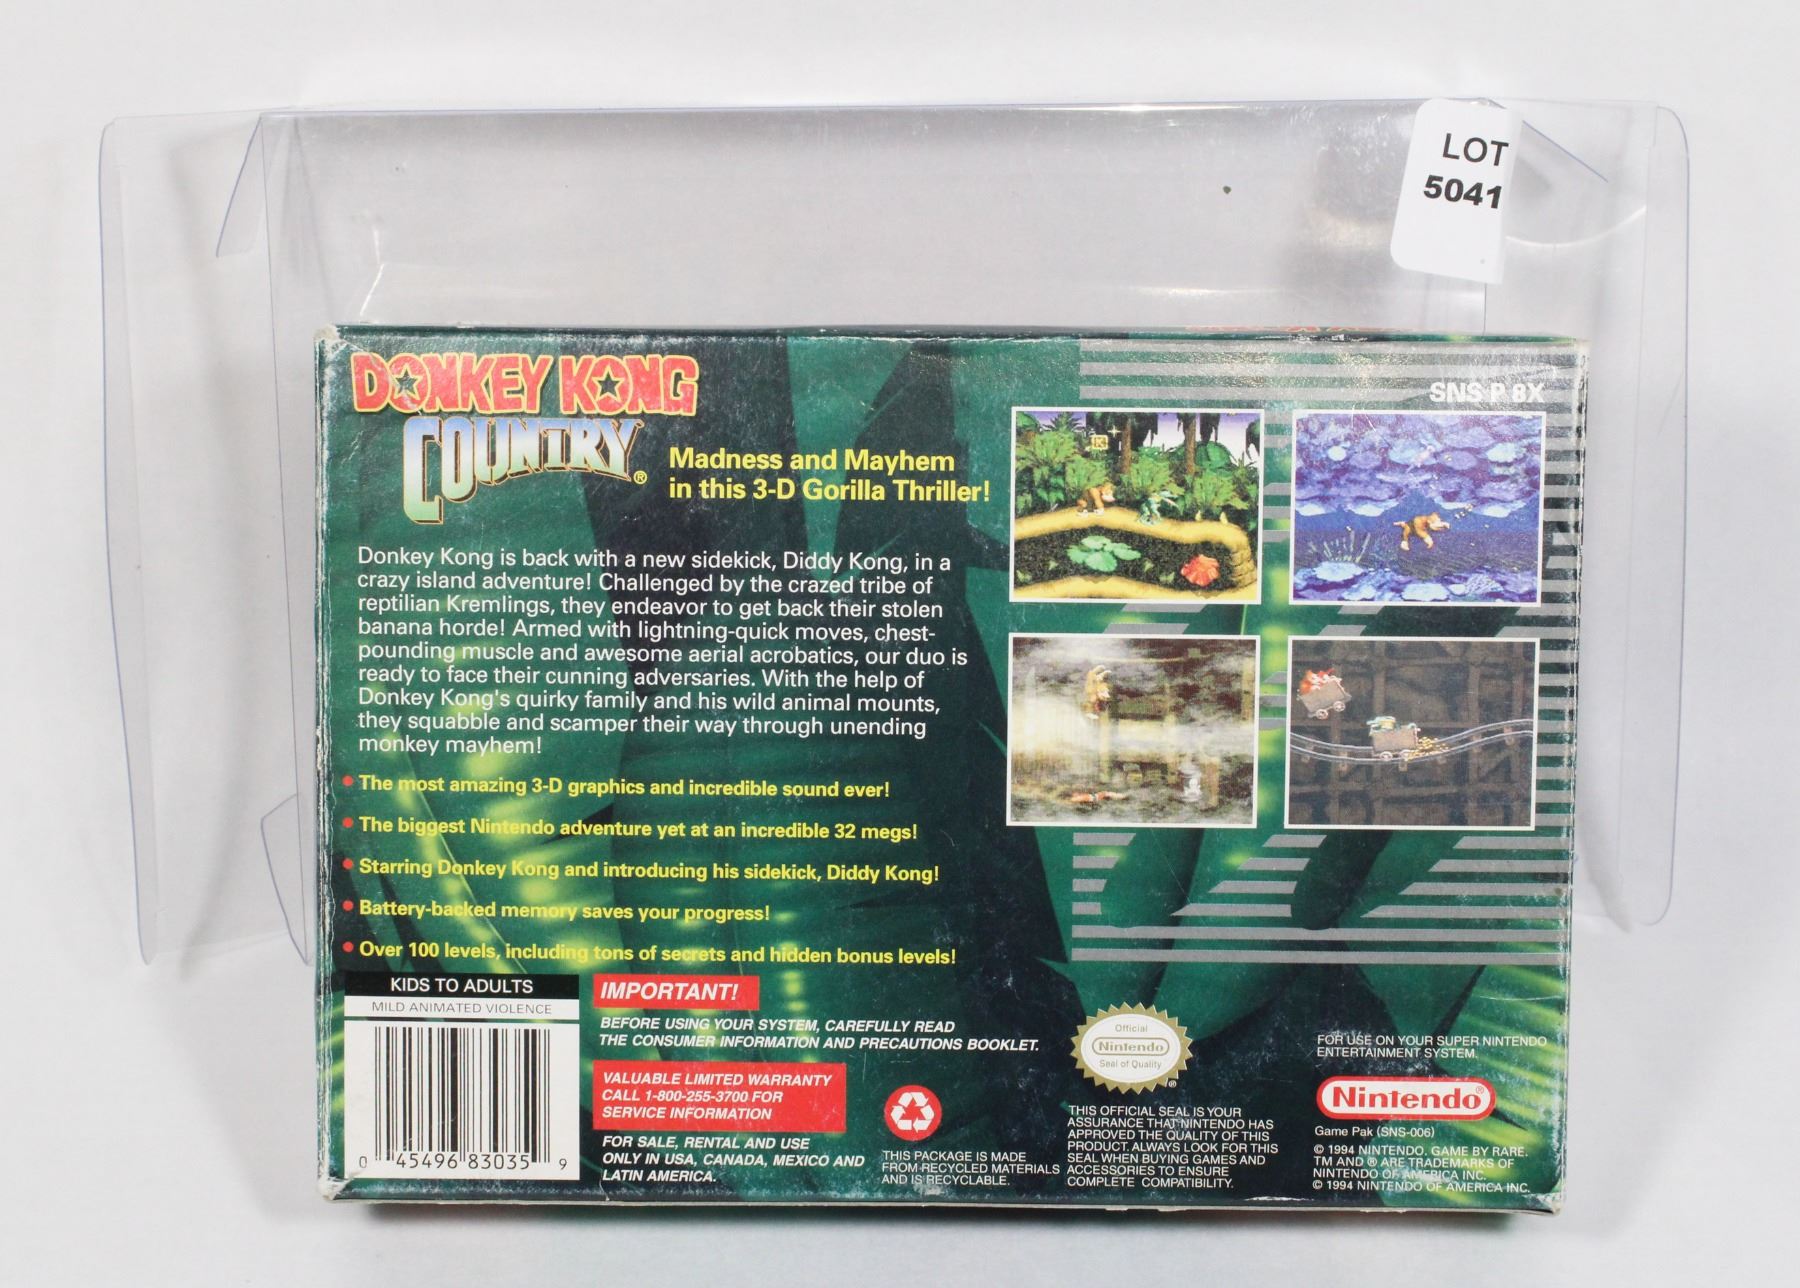 LOT
5041
DONKEY KONG
COUNTRY®
Madness and Mayhem
in this 3-D Gorilla Thriller!
SNS-P-8X
K
Donkey Kong is back with a new sidekick, Diddy Kong, in a
crazy island adventure! Challenged by the crazed tribe of
reptilian Kremlings, they endeavor to get back their stolen
banana horde! Armed with lightning-quick moves, chest-
pounding muscle and awesome aerial acrobatics, our duo is
ready to face their cunning adversaries. With the help of
Donkey Kong's quirky family and his wild animal mounts,
they squabble and scamper their way through unending
monkey mayhem!
• The most amazing 3-D graphics and incredible sound ever!
• The biggest Nintendo adventure yet at an incredible 32 megs!
• Starring Donkey Kong and introducing his sidekick, Diddy Kong!
• Battery-backed memory saves your progress!
• Over 100 levels, including tons of secrets and hidden bonus levels!
KIDS TO ADULTS
MILD ANIMATED VIOLENCE
0 45496 83035 9
IMPORTANT!
BEFORE USING YOUR SYSTEM, CAREFULLY READ
THE CONSUMER INFORMATION AND PRECAUTIONS BOOKLET.
VALUABLE LIMITED WARRANTY
CALL 1-800-255-3700 FOR
SERVICE INFORMATION
FOR SALE, RENTAL AND USE
ONLY IN USA, CANADA, MEXICO AND
LATIN AMERICA.
THIS PACKAGE IS MADE
FROM RECYCLED MATERIALS
AND IS RECYCLABLE.
Official
Nintendo
Seal of Quality
®
THIS OFFICIAL SEAL IS YOUR
ASSURANCE THAT NINTENDO HAS
APPROVED THE QUALITY OF THIS
PRODUCT. ALWAYS LOOK FOR THIS
SEAL WHEN BUYING GAMES AND
ACCESSORIES TO ENSURE
COMPLETE COMPATIBILITY.
FOR USE ON YOUR SUPER NINTENDO
ENTERTAINMENT SYSTEM.
Nintendo®
Game Pak (SNS-006)
© 1994 NINTENDO. GAME BY RARE.
TM AND ® ARE TRADEMARKS OF
NINTENDO OF AMERICA INC.
© 1994 NINTENDO OF AMERICA INC.